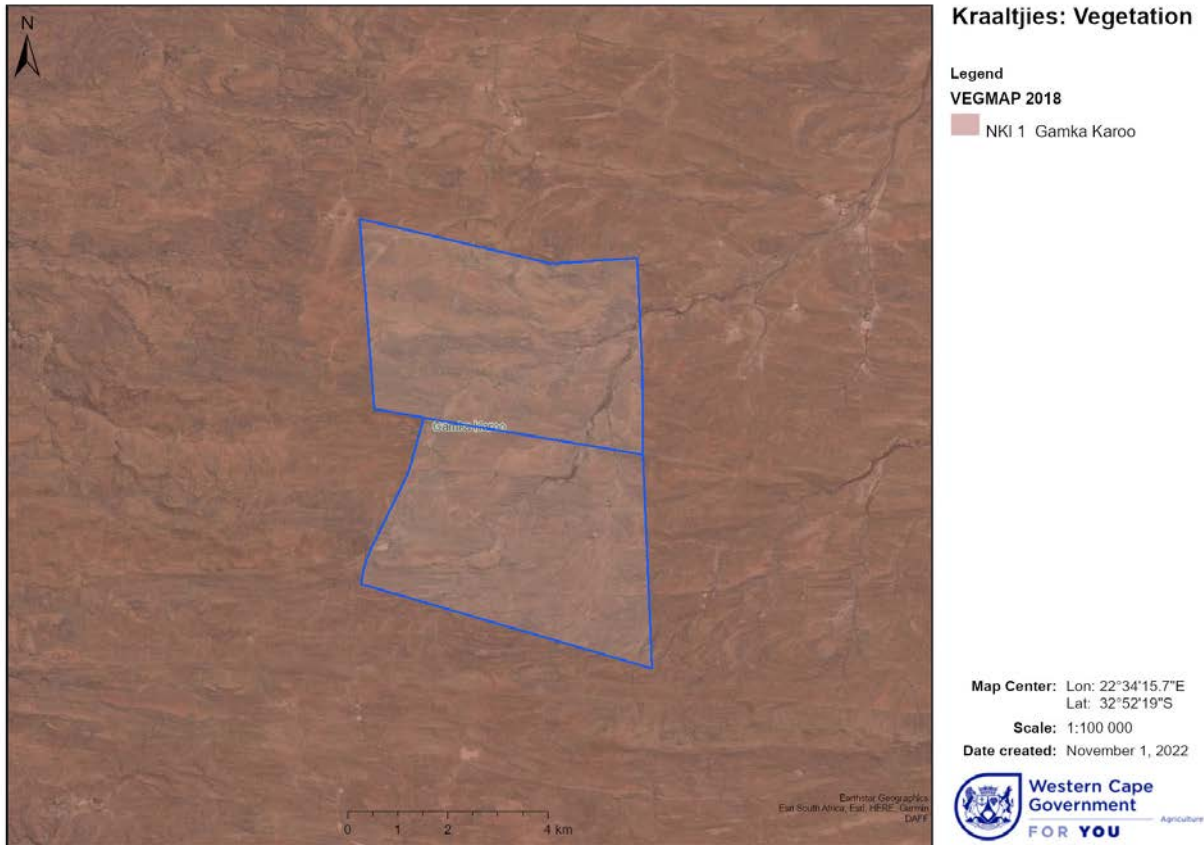 N
Kraaltjies: Vegetation
Legend
VEGMAP 2018
NKl 1 Gamka Karoo
Gamka Karoo
0 1 2 4 km
Earthstar Geographics
Esri South Africa, Esri, HERE, Garmin
DAFF
Map Center: Lon: 22°34'15.7"E
Lat: 32°52'19"S
Scale: 1:100 000
Date created: November 1, 2022
Western Cape
Government
Agriculture
FOR YOU